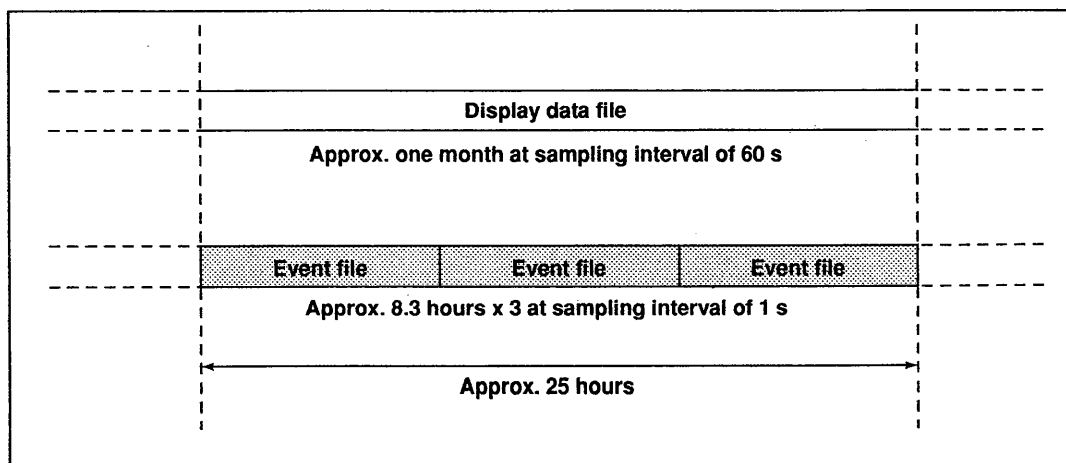 Display data file
Approx. one month at sampling interval of 60 s
Event file Event file Event file
Approx. 8.3 hours x 3 at sampling interval of 1 s
Approx. 25 hours